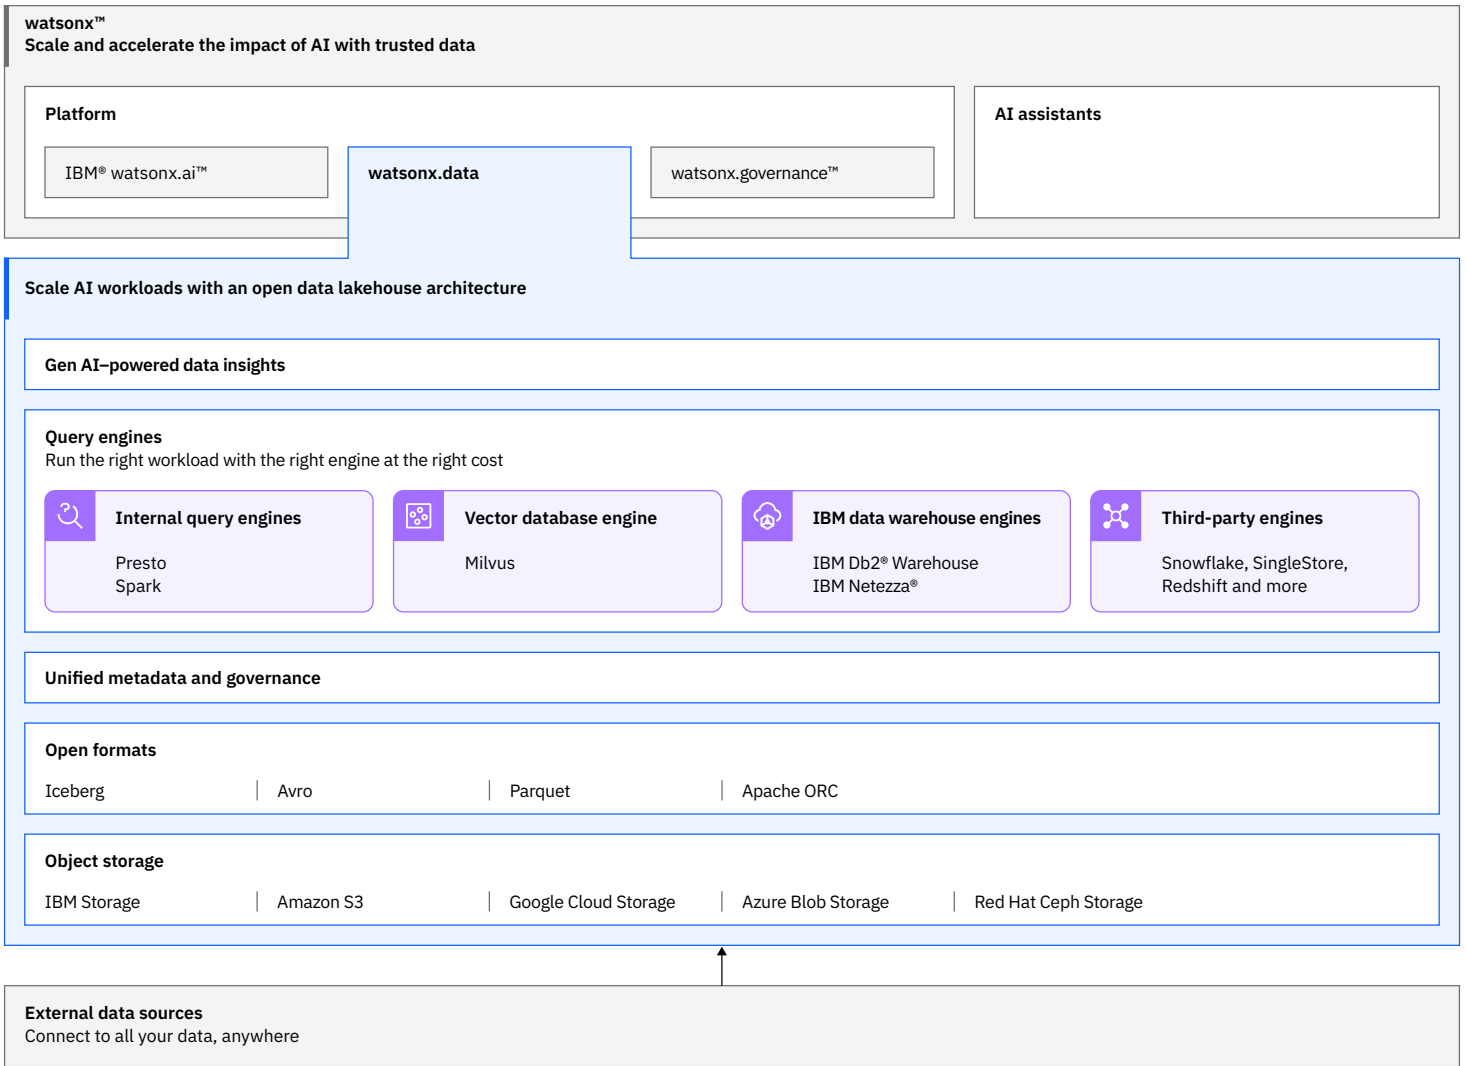 watsonx™
Scale and accelerate the impact of AI with trusted data
Platform
IBM® watsonx.ai™
watsonx.data
watsonx.governance™
AI assistants
Scale AI workloads with an open data lakehouse architecture
Gen AI–powered data insights
Query engines
Run the right workload with the right engine at the right cost
Internal query engines
Presto
Spark
Vector database engine
Milvus
IBM data warehouse engines
IBM Db2® Warehouse
IBM Netezza®
Third-party engines
Snowflake, SingleStore,
Redshift and more
Unified metadata and governance
Open formats
Iceberg
Avro
Parquet
Apache ORC
Object storage
IBM Storage
Amazon S3
Google Cloud Storage
Azure Blob Storage
Red Hat Ceph Storage
External data sources
Connect to all your data, anywhere